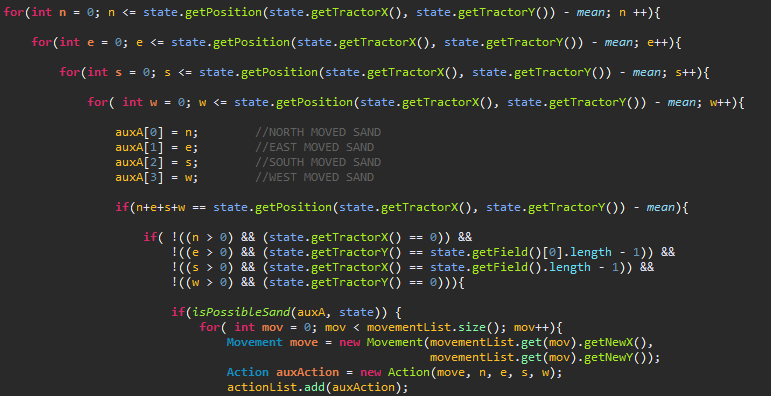 for(int n = 0; n <= state.getPosition(state.getTractorX(), state.getTractorY()) - mean; n ++){
for(int e = 0; e <= state.getPosition(state.getTractorX(), state.getTractorY()) - mean; e++){
for(int s = 0; s <= state.getPosition(state.getTractorX(), state.getTractorY()) - mean; s++){
for( int w = 0; w <= state.getPosition(state.getTractorX(), state.getTractorY()) - mean; w++){
auxA[0] = n; //NORTH MOVED SAND
auxA[1] = e; //EAST MOVED SAND
auxA[2] = s; //SOUTH MOVED SAND
auxA[3] = w; //WEST MOVED SAND
if(n+e+s+w == state.getPosition(state.getTractorX(), state.getTractorY()) - mean){
if( !((n > 0) && (state.getTractorX() == 0)) &&
!((e > 0) && (state.getTractorY() == state.getField()[0].length - 1)) &&
!((s > 0) && (state.getTractorX() == state.getField().length - 1)) &&
!((w > 0) && (state.getTractorY() == 0))){
if(isPossibleSand(auxA, state)) {
for( int mov = 0; mov < movementList.size(); mov++){
Movement move = new Movement(movementList.get(mov).getNewX(),
movementList.get(mov).getNewY());
Action auxAction = new Action(move, n, e, s, w);
actionList.add(auxAction);